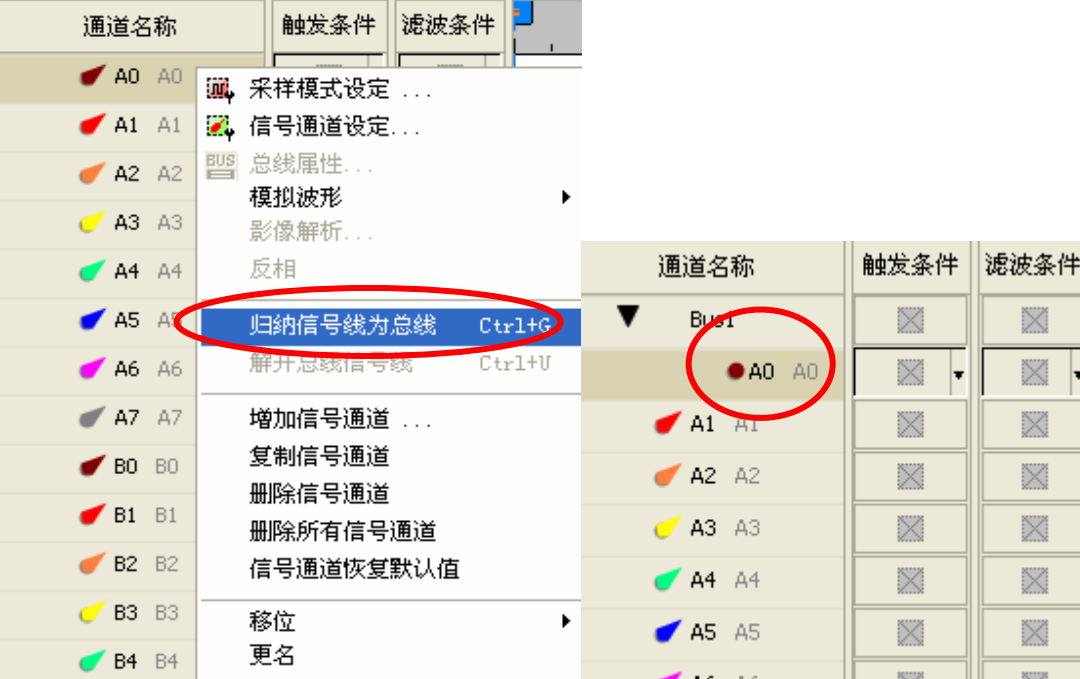 通道名称 触发条件 滤波条件
A0 A0
A1 A1
A2 A2
A3 A3
A4 A4
A5 A5
A6 A6
A7 A7
B0 B0
B1 B1
B2 B2
B3 B3
B4 B4
采样模式设定 ...
信号通道设定...
BUS 总线属性...
模拟波形
影像解析...
反相
归纳信号线为总线 Ctrl+G
解开总线信号线 Ctrl+U
增加信号通道 ...
复制信号通道
删除信号通道
删除所有信号通道
信号通道恢复默认值
移位
更名
通道名称 触发条件 滤波条件
Bus1
A0 A0
A1 A1
A2 A2
A3 A3
A4 A4
A5 A5